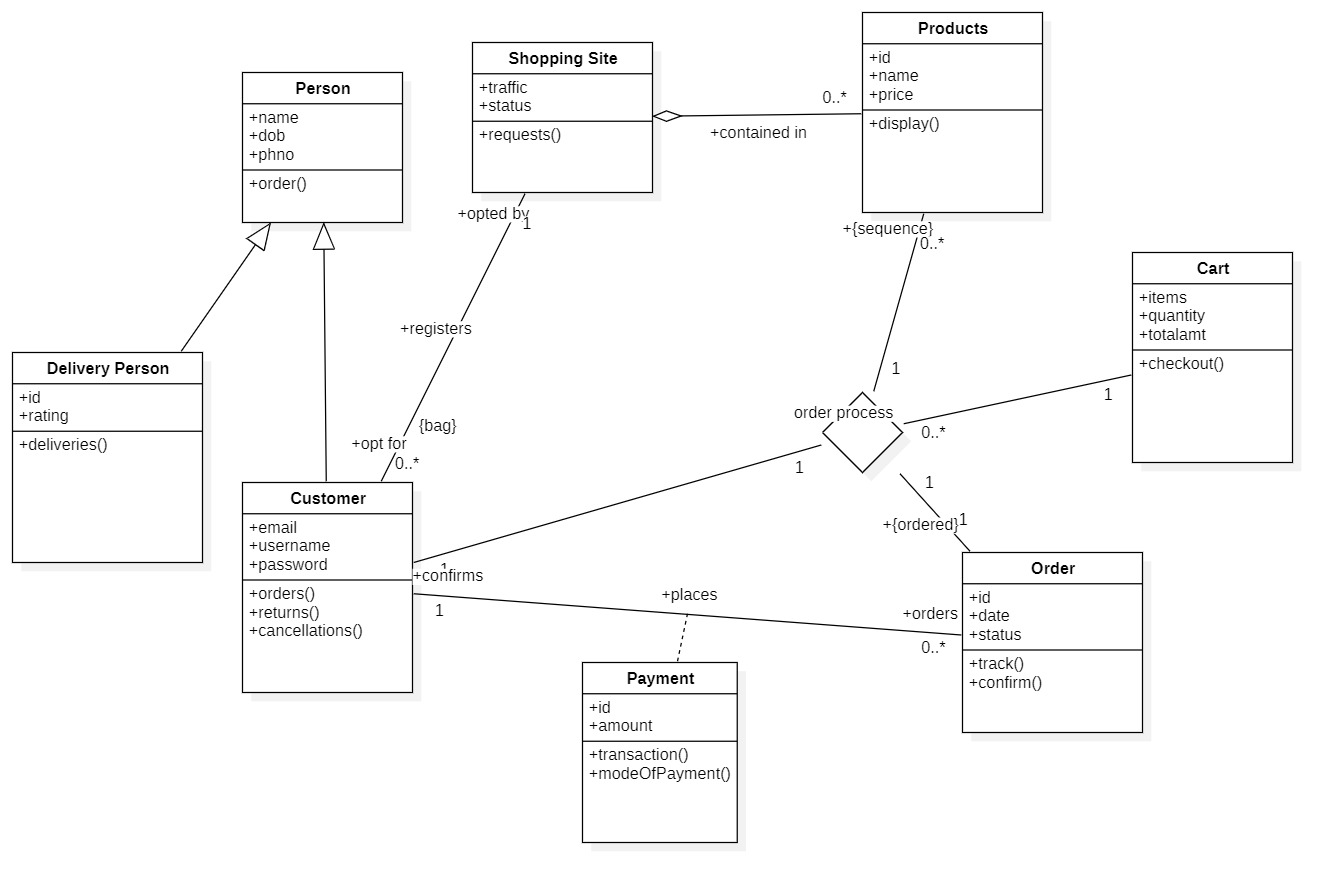 Products
+id
+name
+price
+display()
Shopping Site
+traffic
+status
+requests()
0..*
+contained in
Person
+name
+dob
+phno
+order()
+opted by
1
+{sequence}
0..*
Cart
+items
+quantity
+totalamt
+checkout()
+registers
Delivery Person
+id
+rating
+deliveries()
1
order process
1
0..*
{bag}
+opt for
0..*
1
1
+{ordered}
1
Customer
+email
+username
+password
+orders()
+returns()
+cancellations()
1
+confirms
1
+places
+orders
0..*
Order
+id
+date
+status
+track()
+confirm()
Payment
+id
+amount
+transaction()
+modeOfPayment()